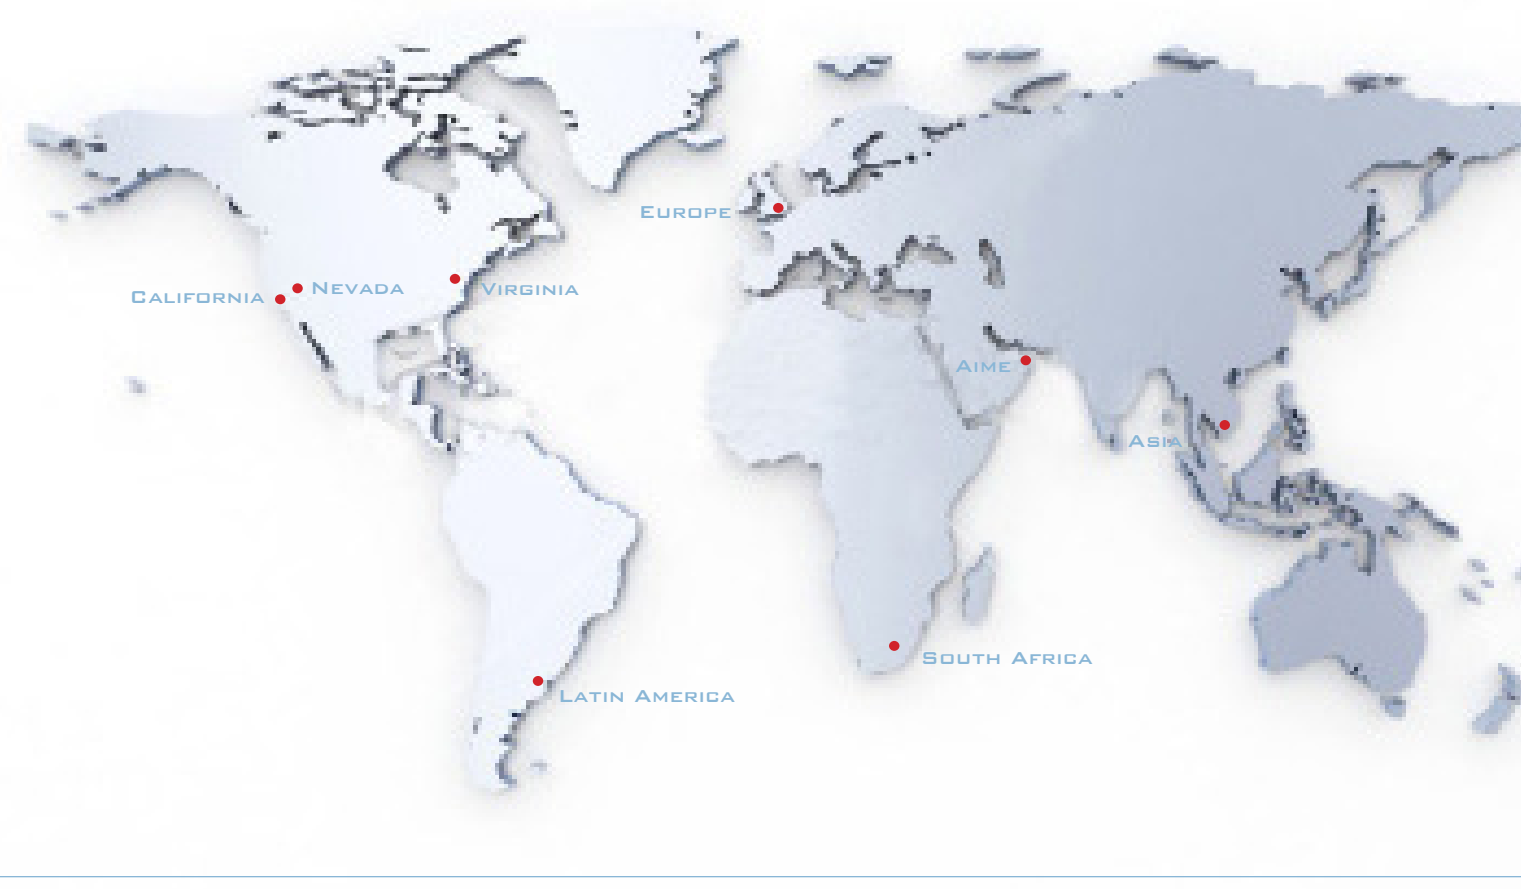 Europe
Nevada
California
Virginia
Aime
Asia
South Africa
Latin America